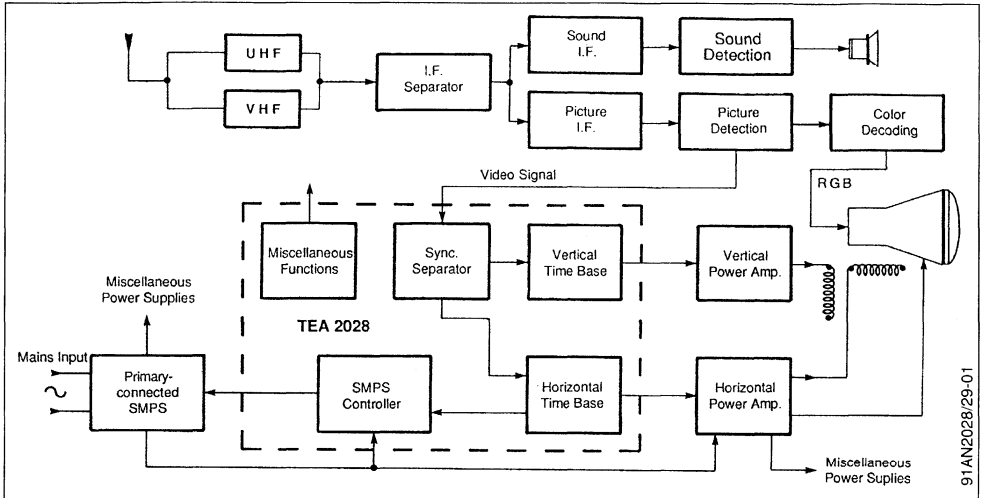 UHF
VHF
I.F.
Separator
Sound
I.F.
Sound
Detection
Picture
I.F.
Picture
Detection
Color
Decoding
Video Signal
RGB
Miscellaneous
Functions
Sync.
Separator
Vertical
Time Base
Vertical
Power Amp.
Miscellaneous
Power Supplies
TEA 2028
Mains Input
Primary-
connected
SMPS
SMPS
Controller
Horizontal
Time Base
Horizontal
Power Amp.
Miscellaneous
Power Suplies
91AN2028/29-01